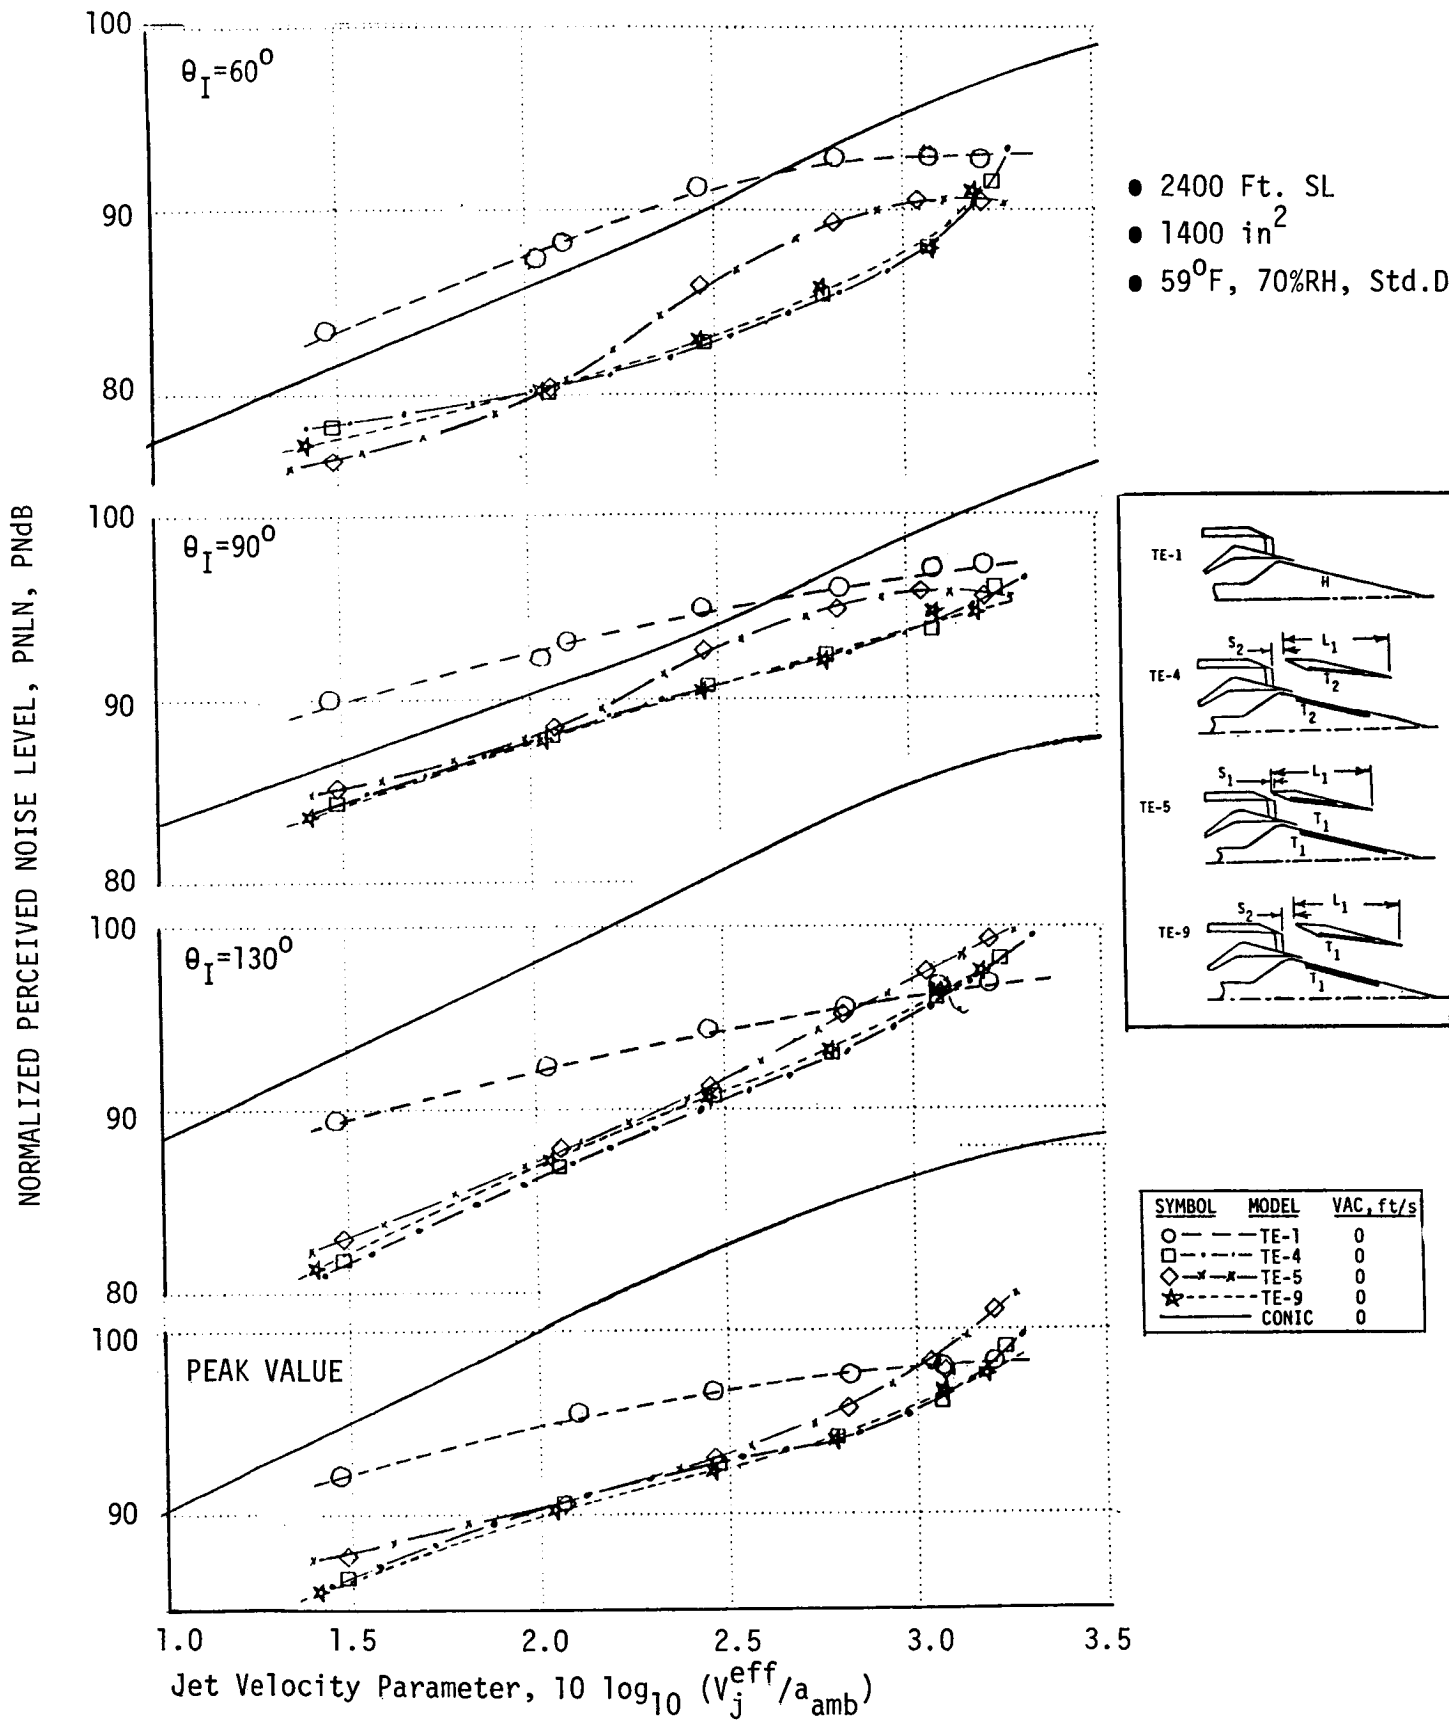 NORMALIZED PERCEIVED NOISE LEVEL, PNLN, PNdB
100
90
80
θI=60°
100
90
80
θI=90°
100
90
80
θI=130°
100
90
PEAK VALUE
1.0 1.5 2.0 2.5 3.0 3.5
Jet Velocity Parameter, 10 log10 (Vj^eff/aamb)
● 2400 Ft. SL
● 1400 in²
● 59°F, 70%RH, Std.D
TE-1
H
S2 L1
TE-4
T2
T2
S1 L1
TE-5
T1
T1
S2 L1
TE-9
T1
T1
SYMBOL MODEL VAC, ft/s
TE-1 0
TE-4 0
TE-5 0
TE-9 0
CONIC 0